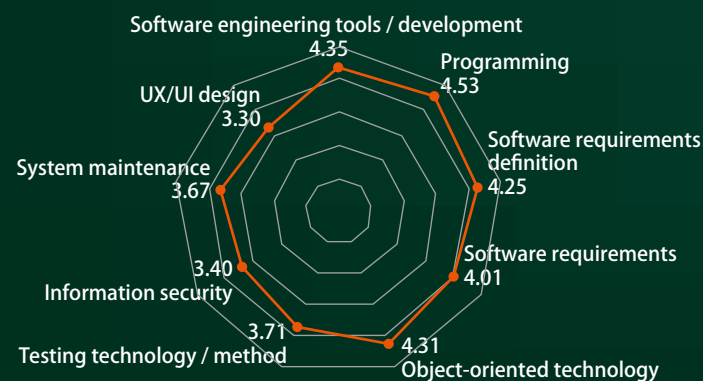 Software engineering tools / development
4.35
Programming
4.53
UX/UI design
3.30
Software requirements
definition
4.25
System maintenance
3.67
Software requirements
4.01
3.40
Information security
3.71
Testing technology / method
4.31
Object-oriented technology